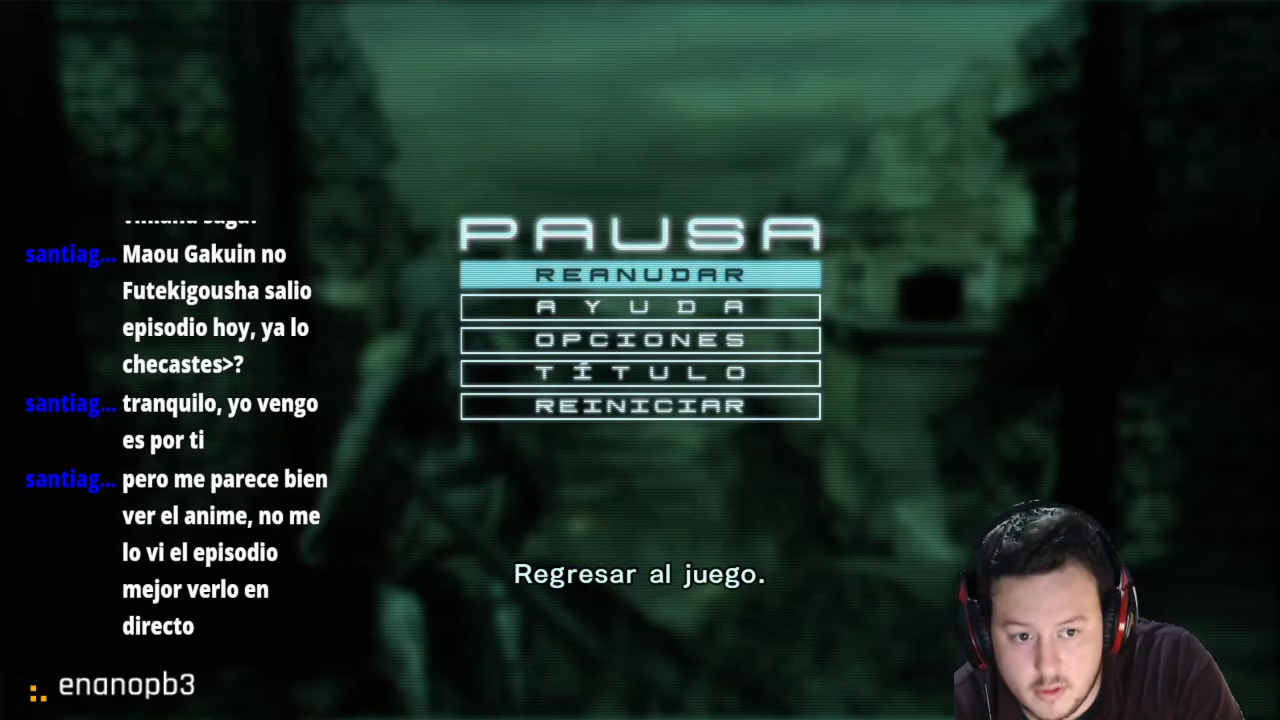 PAUSA
REANUDAR
AYUDA
OPCIONES
TÍTULO
REINICIAR
Regresar al juego.
santiag... Maou Gakuin no
Futekigousha salio
episodio hoy, ya lo
checastes>?
santiag... tranquilo, yo vengo
es por ti
santiag... pero me parece bien
ver el anime, no me
lo vi el episodio
mejor verlo en
directo
enanopb3